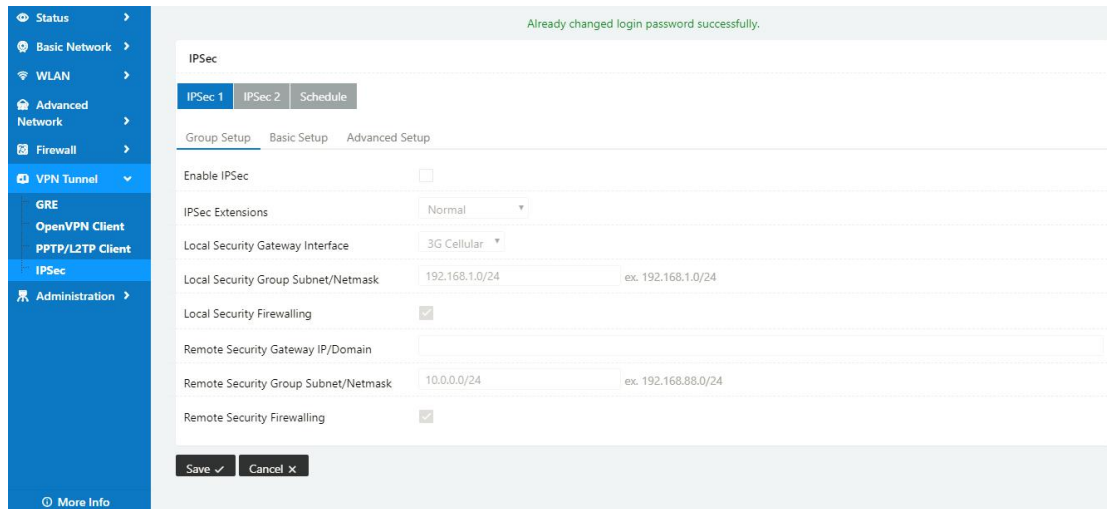 Status
Basic Network
WLAN
Advanced
Network
Firewall
VPN Tunnel
GRE
OpenVPN Client
PPTP/L2TP Client
IPSec
Administration
More Info
Already changed login password successfully.
IPSec
IPSec 1 IPSec 2 Schedule
Group Setup Basic Setup Advanced Setup
Enable IPSec
IPSec Extensions Normal
Local Security Gateway Interface 3G Cellular
Local Security Group Subnet/Netmask 192.168.1.0/24 ex. 192.168.1.0/24
Local Security Firewalling
Remote Security Gateway IP/Domain
Remote Security Group Subnet/Netmask 10.0.0.0/24 ex. 192.168.88.0/24
Remote Security Firewalling
Save Cancel